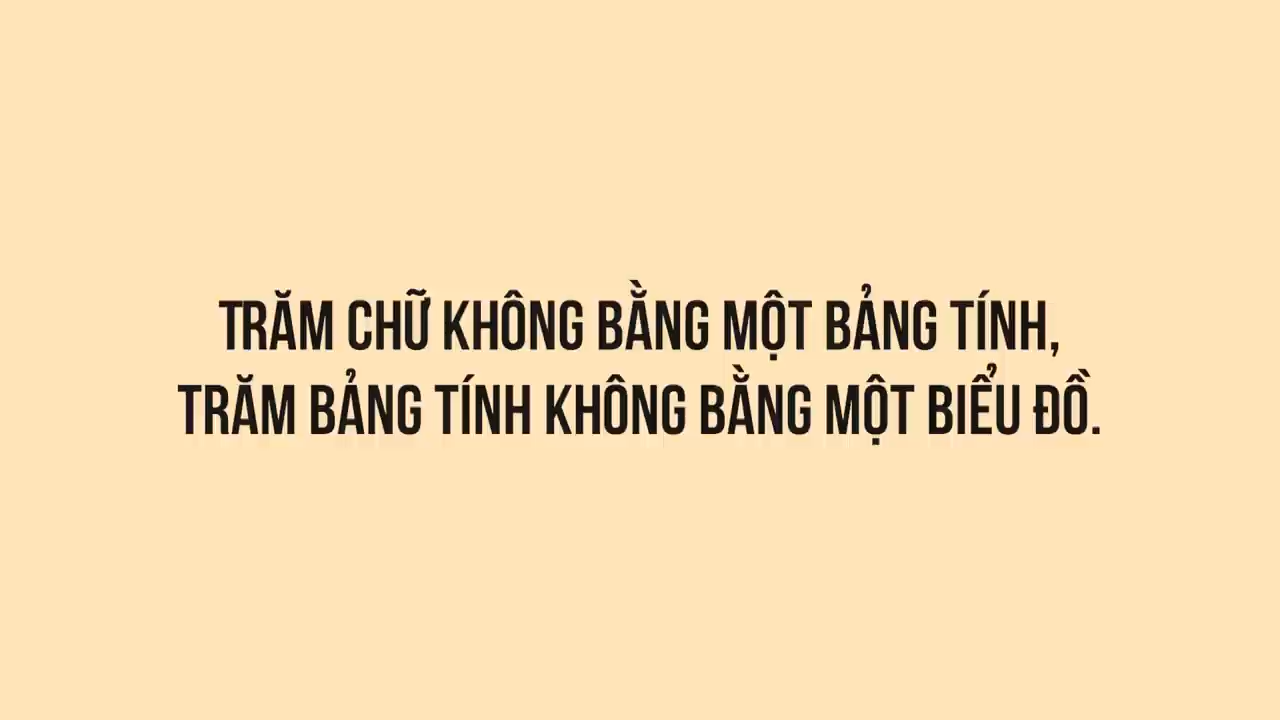 TRĂM CHỮ KHÔNG BẰNG MỘT BẢNG TÍNH,
TRĂM BẢNG TÍNH KHÔNG BẰNG MỘT BIỂU ĐỒ.